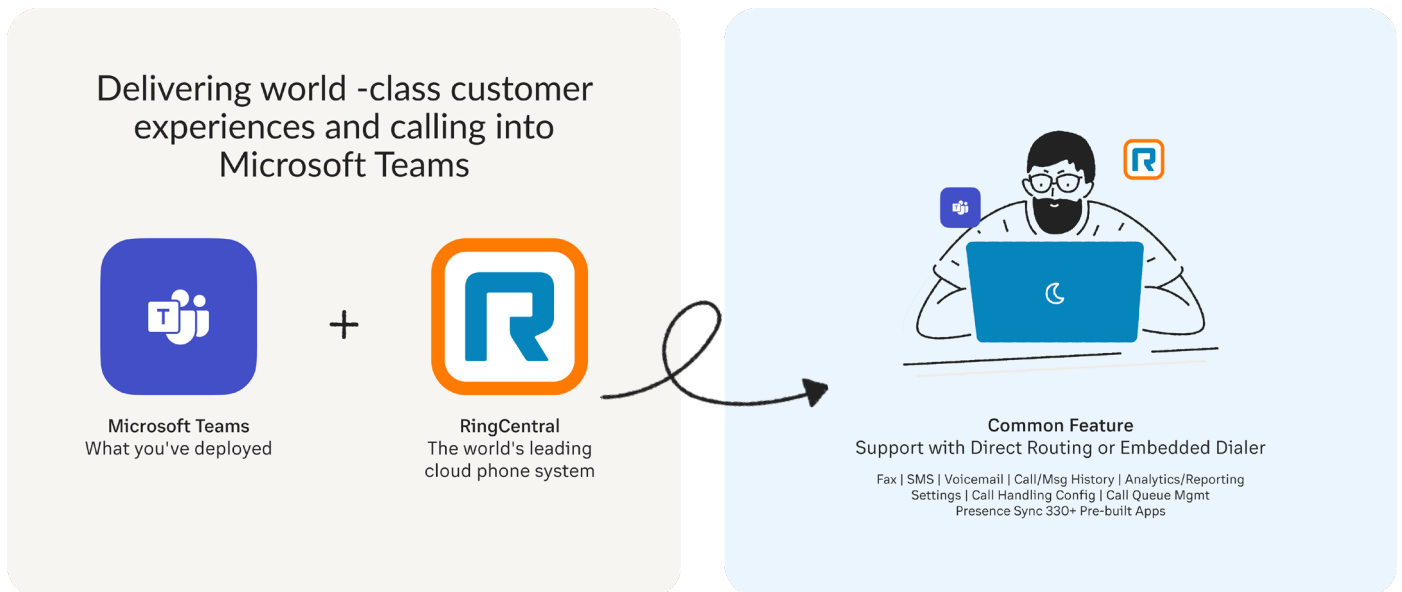 Delivering world -class customer
experiences and calling into
Microsoft Teams
T
R
Microsoft Teams
What you've deployed
RingCentral
The world's leading
cloud phone system
T
R
Common Feature
Support with Direct Routing or Embedded Dialer
Fax | SMS | Voicemail | Call/Msg History | Analytics/Reporting
Settings | Call Handling Config | Call Queue Mgmt
Presence Sync 330+ Pre-built Apps